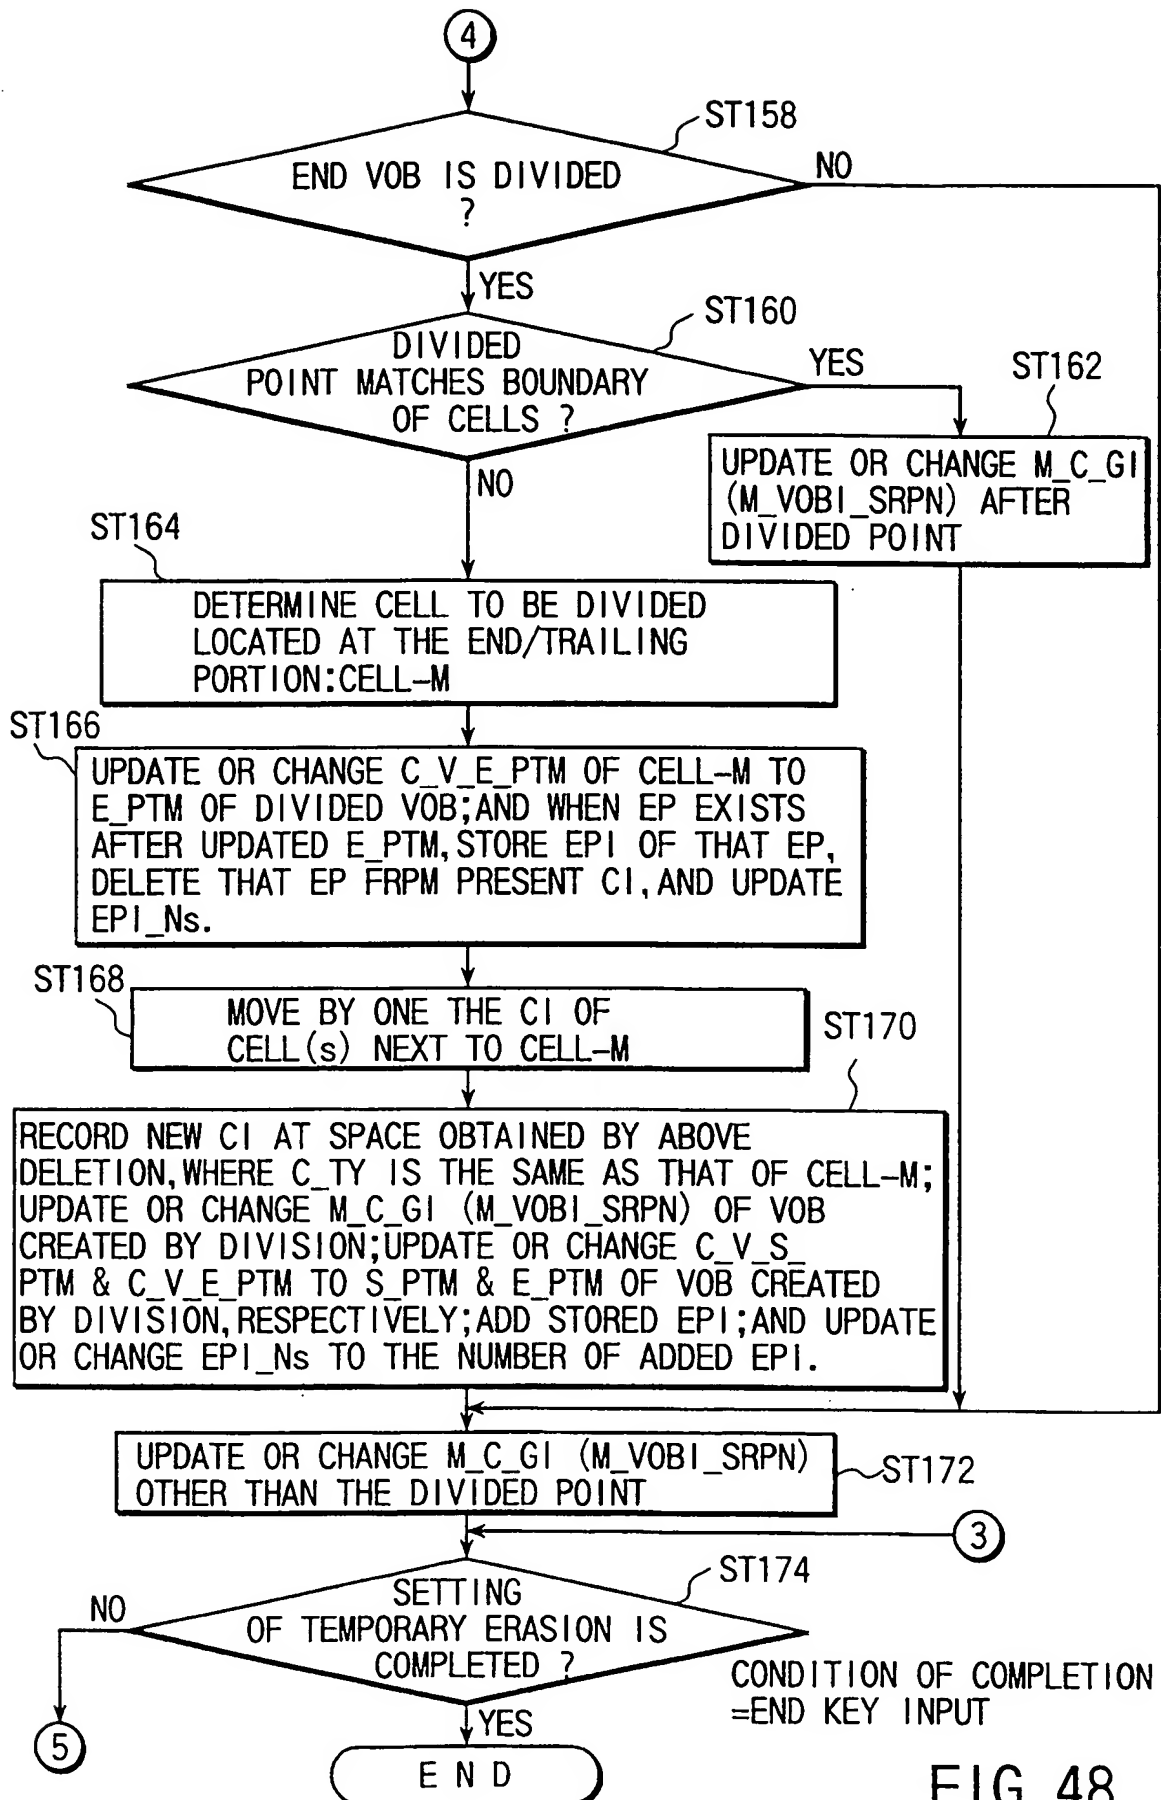 4
ST158
END VOB IS DIVIDED
?
NO
YES
ST160
DIVIDED
POINT MATCHES BOUNDARY
OF CELLS ?
YES
ST162
UPDATE OR CHANGE M_C_GI
(M_VOBI_SRPN) AFTER
DIVIDED POINT
NO
ST164
DETERMINE CELL TO BE DIVIDED
LOCATED AT THE END/TRAILING
PORTION:CELL-M
ST166
UPDATE OR CHANGE C_V_E_PTM OF CELL-M TO
E_PTM OF DIVIDED VOB;AND WHEN EP EXISTS
AFTER UPDATED E_PTM,STORE EPI OF THAT EP,
DELETE THAT EP FRPM PRESENT CI,AND UPDATE
EPI_Ns.
ST168
MOVE BY ONE THE CI OF
CELL(s) NEXT TO CELL-M
ST170
RECORD NEW CI AT SPACE OBTAINED BY ABOVE
DELETION,WHERE C_TY IS THE SAME AS THAT OF CELL-M;
UPDATE OR CHANGE M_C_GI (M_VOBI_SRPN) OF VOB
CREATED BY DIVISION;UPDATE OR CHANGE C_V_S_
PTM & C_V_E_PTM TO S_PTM & E_PTM OF VOB CREATED
BY DIVISION,RESPECTIVELY;ADD STORED EPI;AND UPDATE
OR CHANGE EPI_Ns TO THE NUMBER OF ADDED EPI.
UPDATE OR CHANGE M_C_GI (M_VOBI_SRPN)
OTHER THAN THE DIVIDED POINT
ST172
3
ST174
SETTING
OF TEMPORARY ERASION IS
COMPLETED ?
NO
CONDITION OF COMPLETION
=END KEY INPUT
5
YES
END
FIG. 48